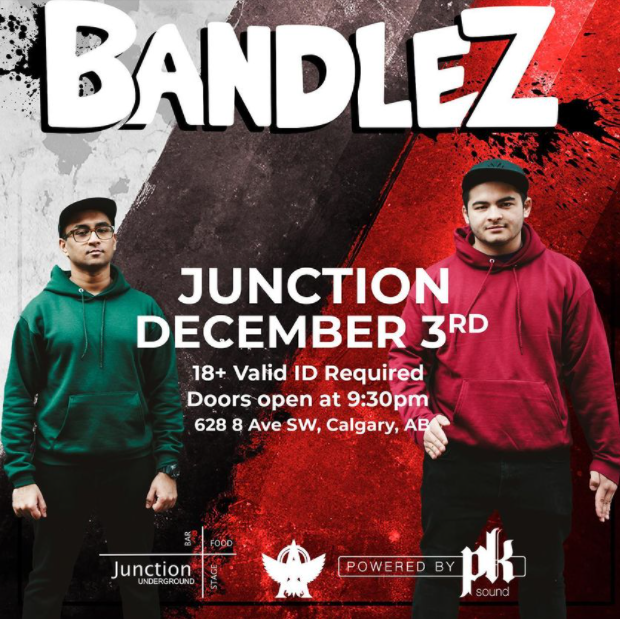 BANDLEZ
JUNCTION
DECEMBER 3RD
18+ Valid ID Required
Doors open at 9:30pm
628 8 Ave SW, Calgary, AB
BAR
FOOD
Junction
UNDERGROUND
STAGE
POWERED BY pk
sound